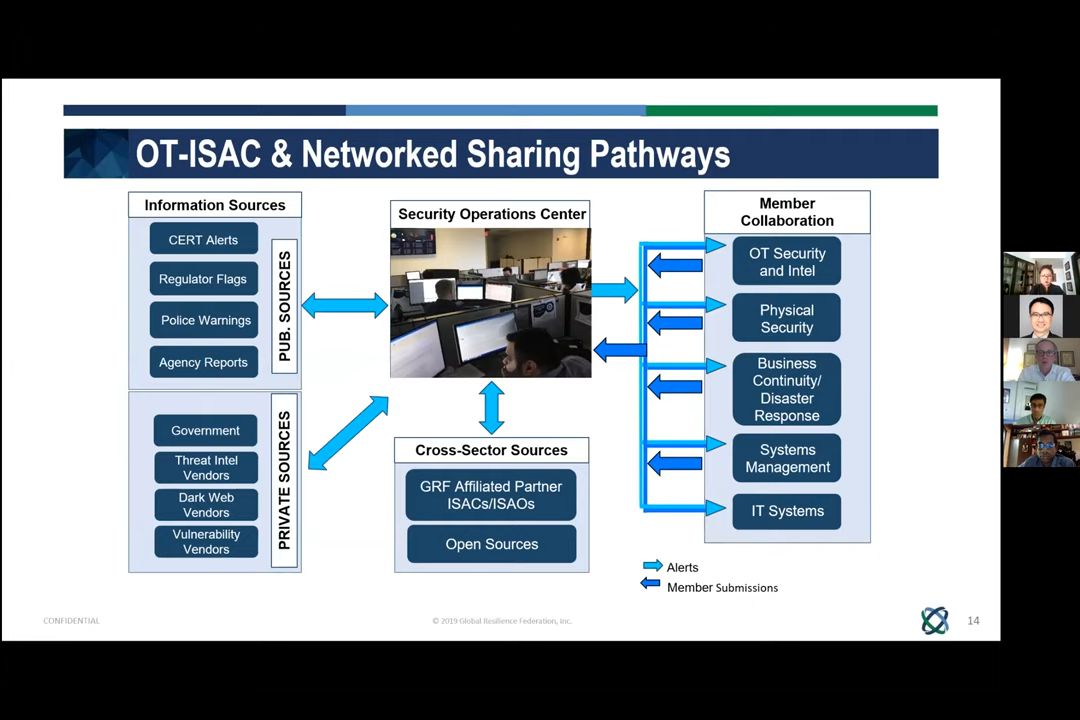 OT-ISAC & Networked Sharing Pathways
Information Sources
CERT Alerts
Regulator Flags
Police Warnings
Agency Reports
PUB. SOURCES
Government
Threat Intel
Vendors
Dark Web
Vendors
Vulnerability
Vendors
PRIVATE SOURCES
Security Operations Center
Cross-Sector Sources
GRF Affiliated Partner
ISACs/ISAOs
Open Sources
Member
Collaboration
OT Security
and Intel
Physical
Security
Business
Continuity/
Disaster
Response
Systems
Management
IT Systems
Alerts
Member Submissions
CONFIDENTIAL
© 2019 Global Resilience Federation, Inc.
14